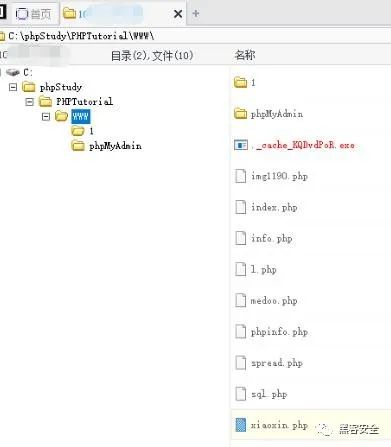 首页
10
C:\phpStudy\PHPTutorial\WWW\
目录(2),文件(10)
名称
C:
phpStudy
PHPTutorial
WWW
1
phpMyAdmin
1
phpMyAdmin
._cache_KQDvdPoR.exe
img1190.php
index.php
info.php
l.php
medoo.php
phpinfo.php
spread.php
sql.php
xiaoxin.php
黑客安全